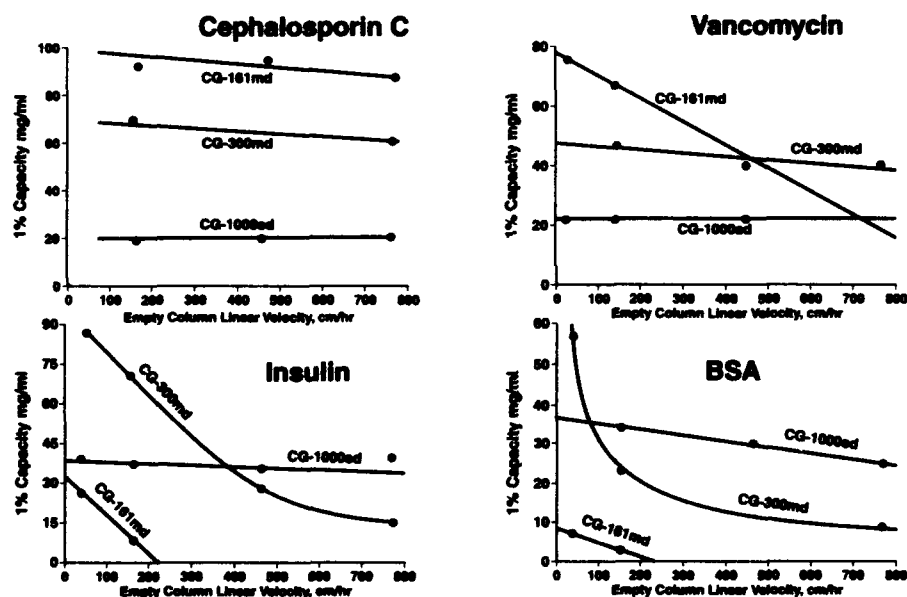 Cephalosporin C
1% Capacity mg/ml
100
80
60
40
20
0
CG-161md
CG-300md
CG-1000sd
0 100 200 300 400 500 600 700 800
Empty Column Linear Velocity, cm/hr
Vancomycin
1% Capacity mg/ml
80
60
40
20
0
CG-161md
CG-300md
CG-1000sd
0 100 200 300 400 500 600 700 800
Empty Column Linear Velocity, cm/hr
Insulin
1% Capacity mg/ml
90
75
45
30
15
0
CG-300md
CG-1000sd
CG-161md
0 100 200 300 400 500 600 700 800
Empty Column Linear Velocity, cm/hr
BSA
1% Capacity mg/ml
60
50
40
30
20
10
0
CG-1000sd
CG-300md
CG-161md
0 100 200 300 400 500 600 700 800
Empty Column Linear Velocity, cm/hr